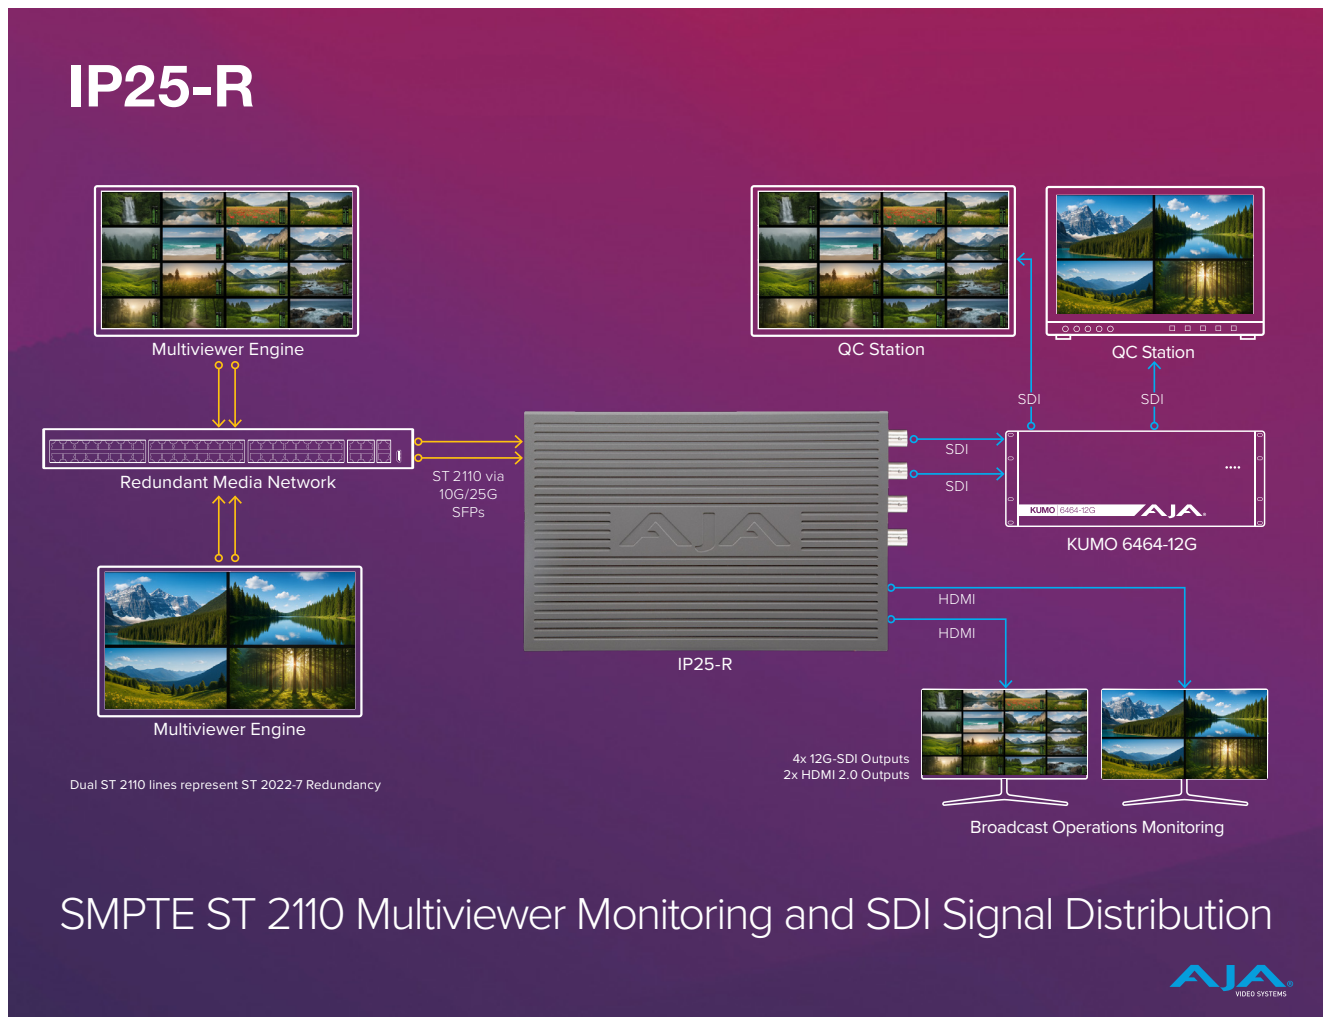 IP25-R
Multiviewer Engine
QC Station
QC Station
SDI
SDI
Redundant Media Network
ST 2110 via
10G/25G
SFPs
AJA
SDI
SDI
KUMO 6464-12G AJA
KUMO 6464-12G
HDMI
HDMI
IP25-R
Multiviewer Engine
4x 12G-SDI Outputs
2x HDMI 2.0 Outputs
Dual ST 2110 lines represent ST 2022-7 Redundancy
Broadcast Operations Monitoring
SMPTE ST 2110 Multiviewer Monitoring and SDI Signal Distribution
AJA®
VIDEO SYSTEMS